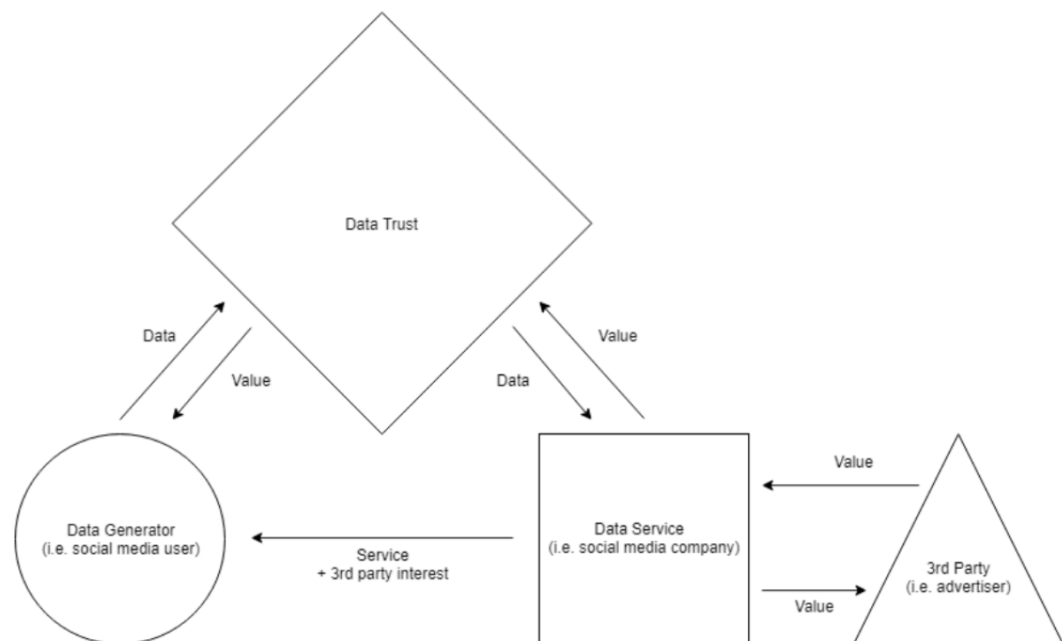 Data Trust
Data
Value
Data
Value
Data Generator
(i.e. social media user)
Service
+ 3rd party interest
Data Service
(i.e. social media company)
Value
Value
3rd Party
(i.e. advertiser)